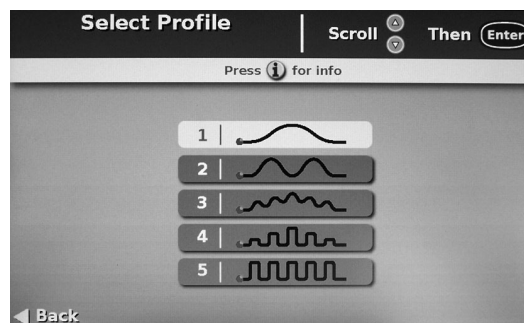 Select Profile
Scroll Then Enter
Press i for info
1
2
3
4
5
Back